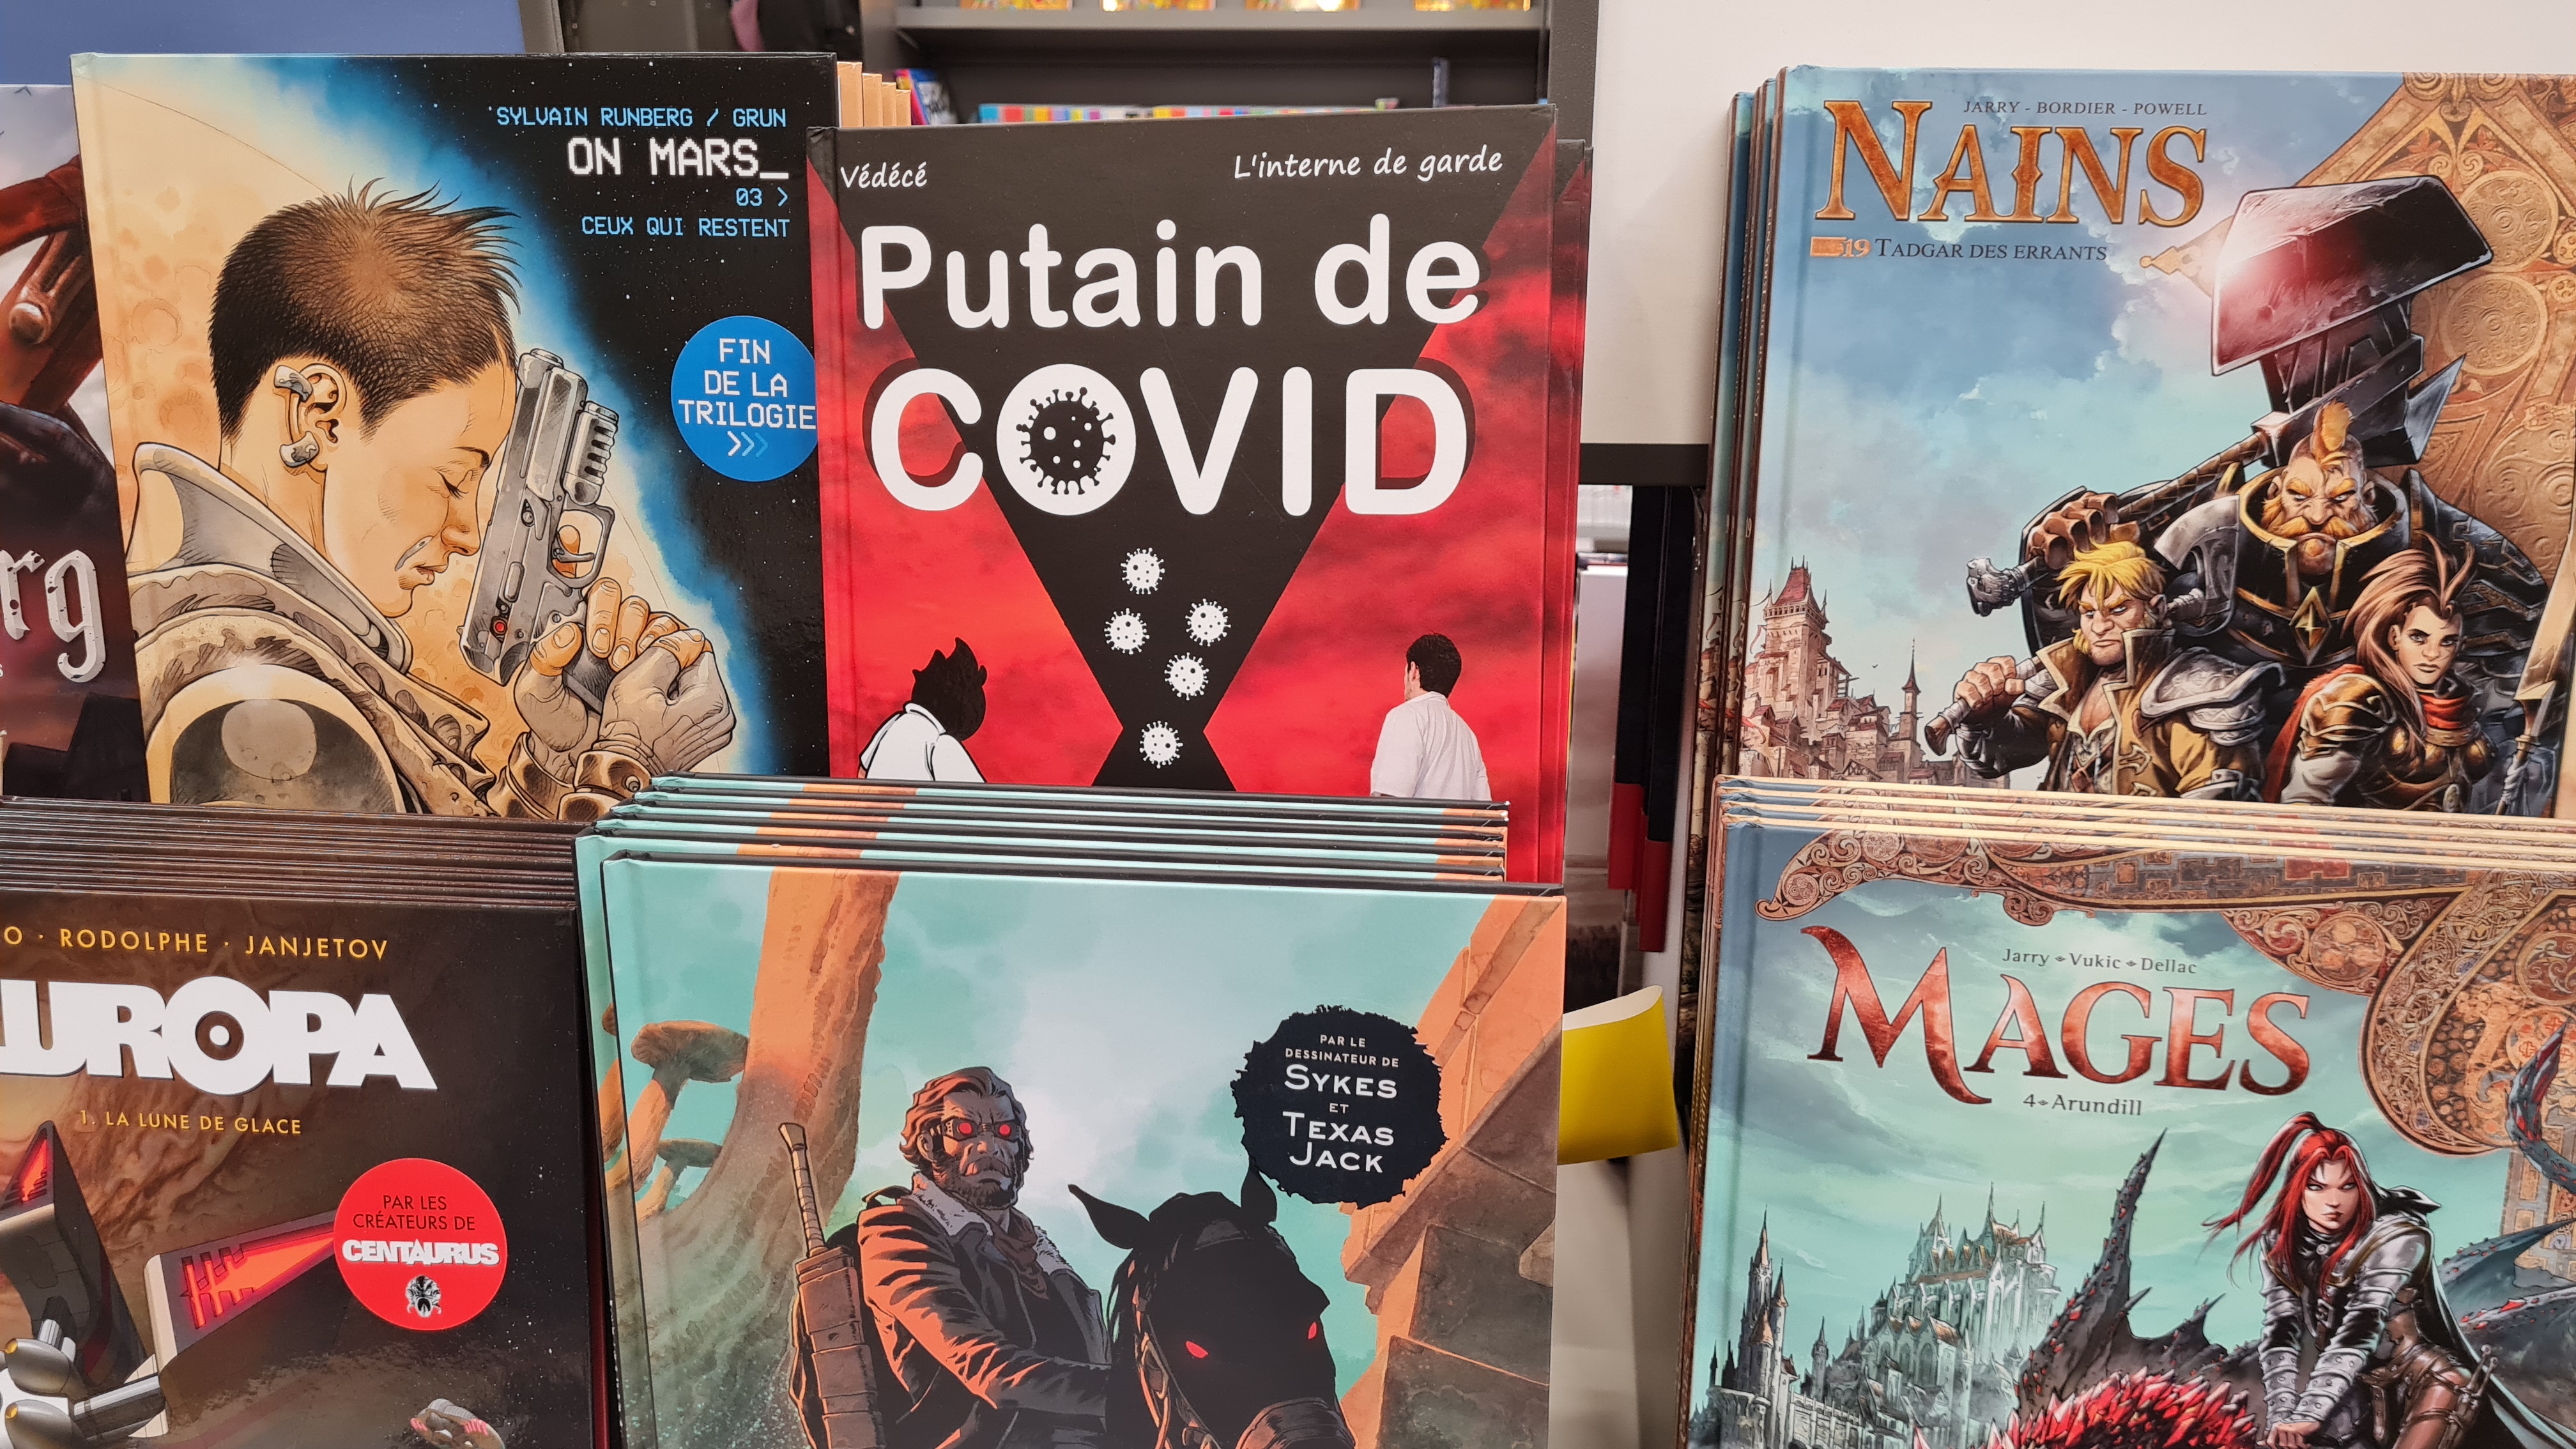 SYLVAIN RUNBERG / GRUN
ON MARS_
03 >
CEUX QUI RESTENT
FIN
DE LA
TRILOGIE
>>>
Védécé
L'interne de garde
Putain de
COVID
JARRY - BORDIER - POWELL
NAINS
19 TADGAR DES ERRANTS
rg
O · RODOLPHE · JANJETOV
UROPA
1. LA LUNE DE GLACE
PAR LES
CRÉATEURS DE
CENTAURUS
PAR LE
DESSINATEUR DE
SYKES
ET
TEXAS
JACK
Jarry Vukic Dellac
MAGES
4 Arundill